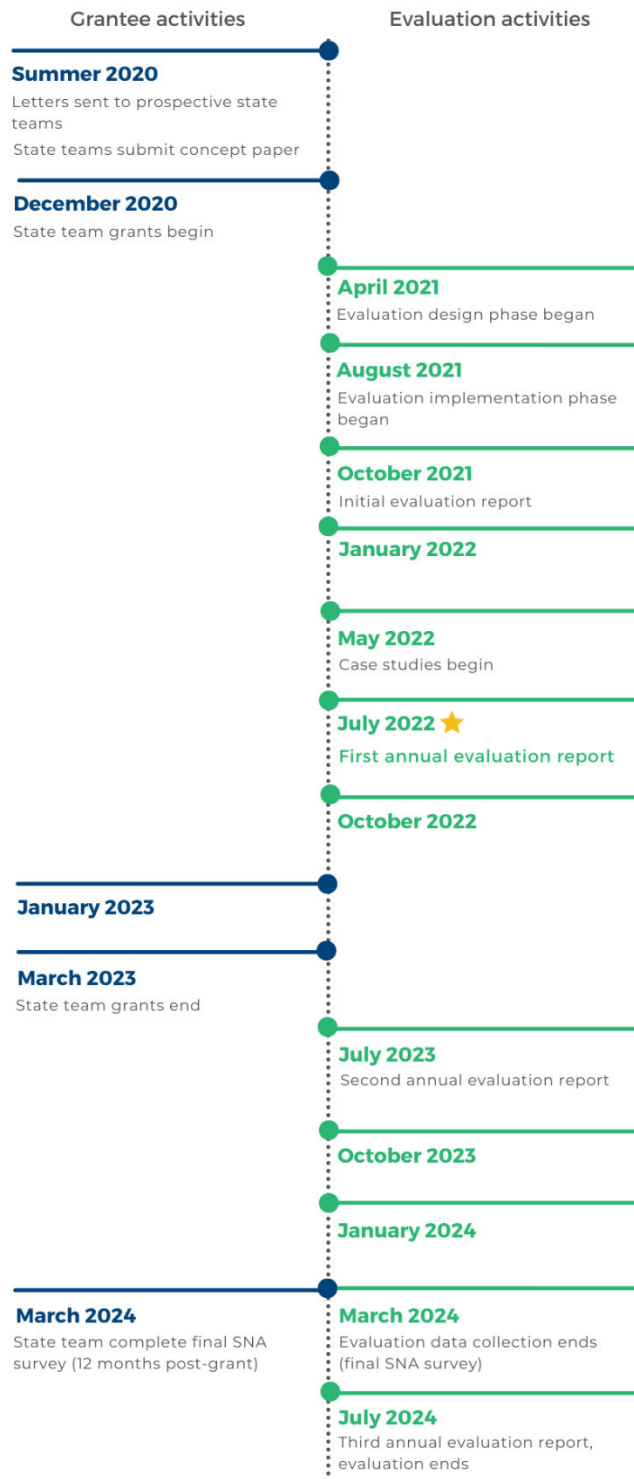 Grantee activities
Evaluation activities
Summer 2020
Letters sent to prospective state
teams
State teams submit concept paper
December 2020
State team grants begin
April 2021
Evaluation design phase began
August 2021
Evaluation implementation phase
began
October 2021
Initial evaluation report
January 2022
May 2022
Case studies begin
July 2022
First annual evaluation report
October 2022
January 2023
March 2023
State team grants end
July 2023
Second annual evaluation report
October 2023
January 2024
March 2024
State team complete final SNA
survey (12 months post-grant)
March 2024
Evaluation data collection ends
(final SNA survey)
July 2024
Third annual evaluation report,
evaluation ends